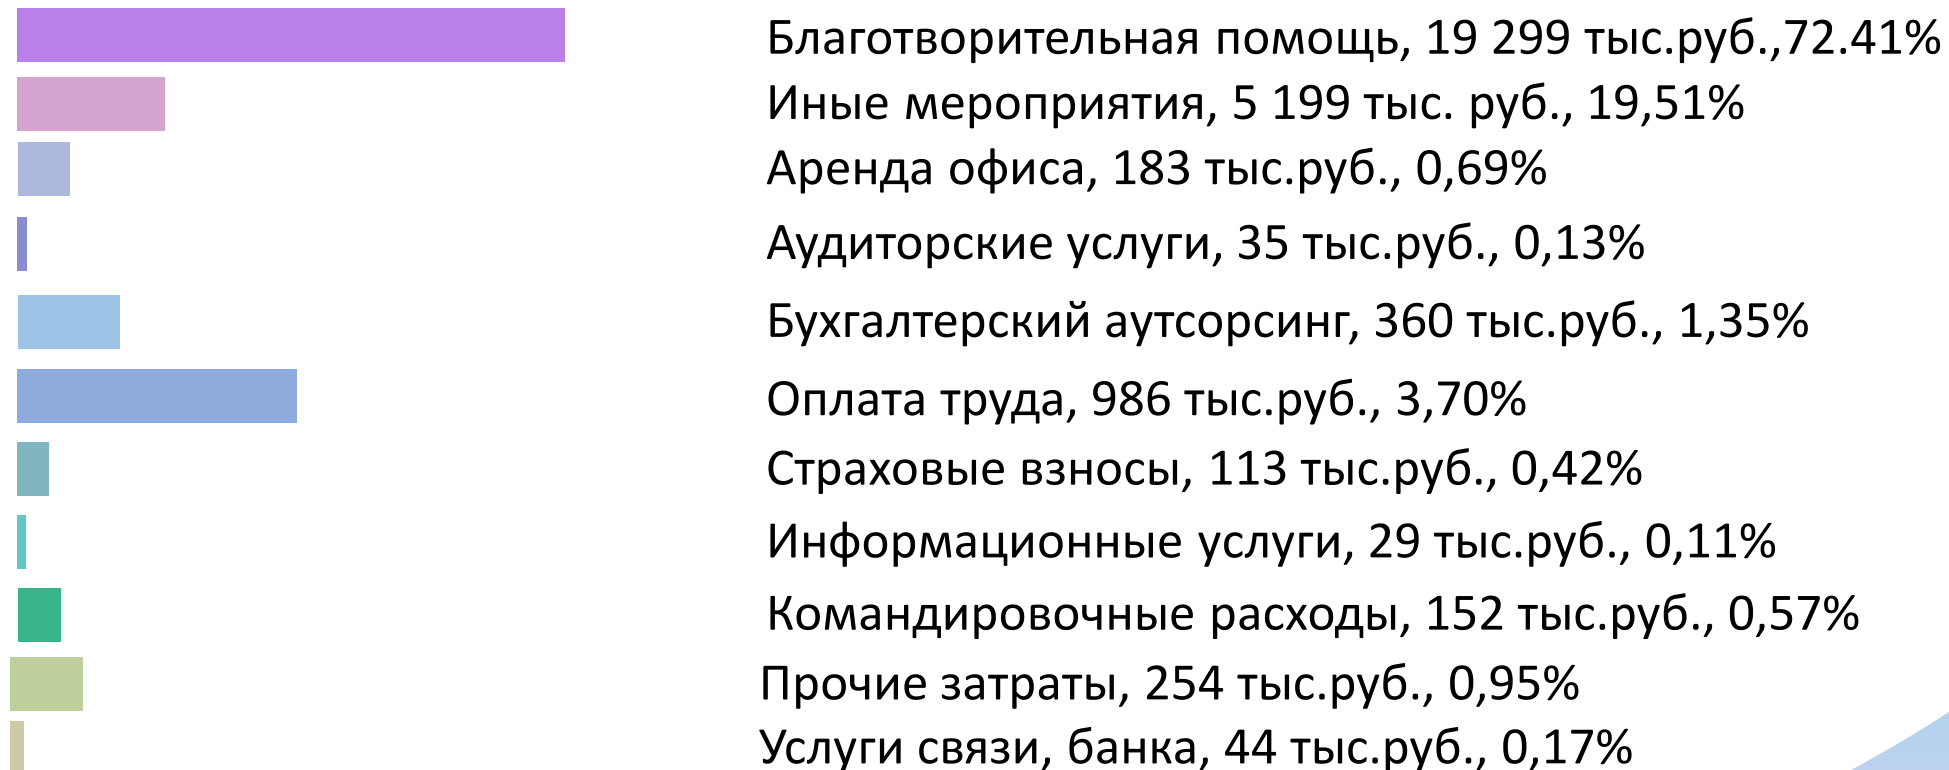 Благотворительная помощь, 19 299 тыс.руб.,72.41%
Иные мероприятия, 5 199 тыс. руб., 19,51%
Аренда офиса, 183 тыс.руб., 0,69%
Аудиторские услуги, 35 тыс.руб., 0,13%
Бухгалтерский аутсорсинг, 360 тыс.руб., 1,35%
Оплата труда, 986 тыс.руб., 3,70%
Страховые взносы, 113 тыс.руб., 0,42%
Информационные услуги, 29 тыс.руб., 0,11%
Командировочные расходы, 152 тыс.руб., 0,57%
Прочие затраты, 254 тыс.руб., 0,95%
Услуги связи, банка, 44 тыс.руб., 0,17%